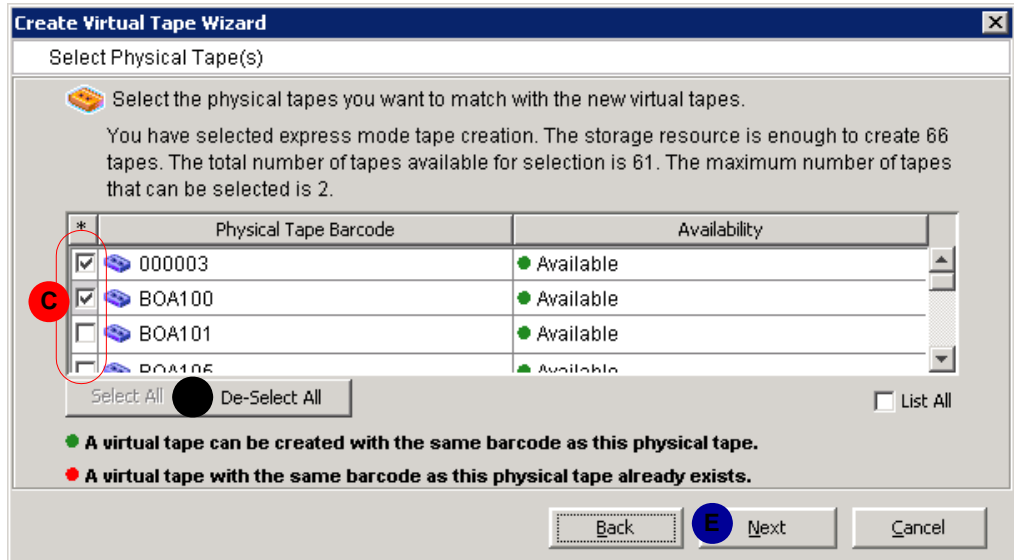 Create Virtual Tape Wizard
Select Physical Tape(s)
Select the physical tapes you want to match with the new virtual tapes.
You have selected express mode tape creation. The storage resource is enough to create 66
tapes. The total number of tapes available for selection is 61. The maximum number of tapes
that can be selected is 2.
* Physical Tape Barcode Availability
000003 Available
C BOA100 Available
BOA101 Available
Available
Select All De-Select All List All
A virtual tape can be created with the same barcode as this physical tape.
A virtual tape with the same barcode as this physical tape already exists.
Back E Next Cancel